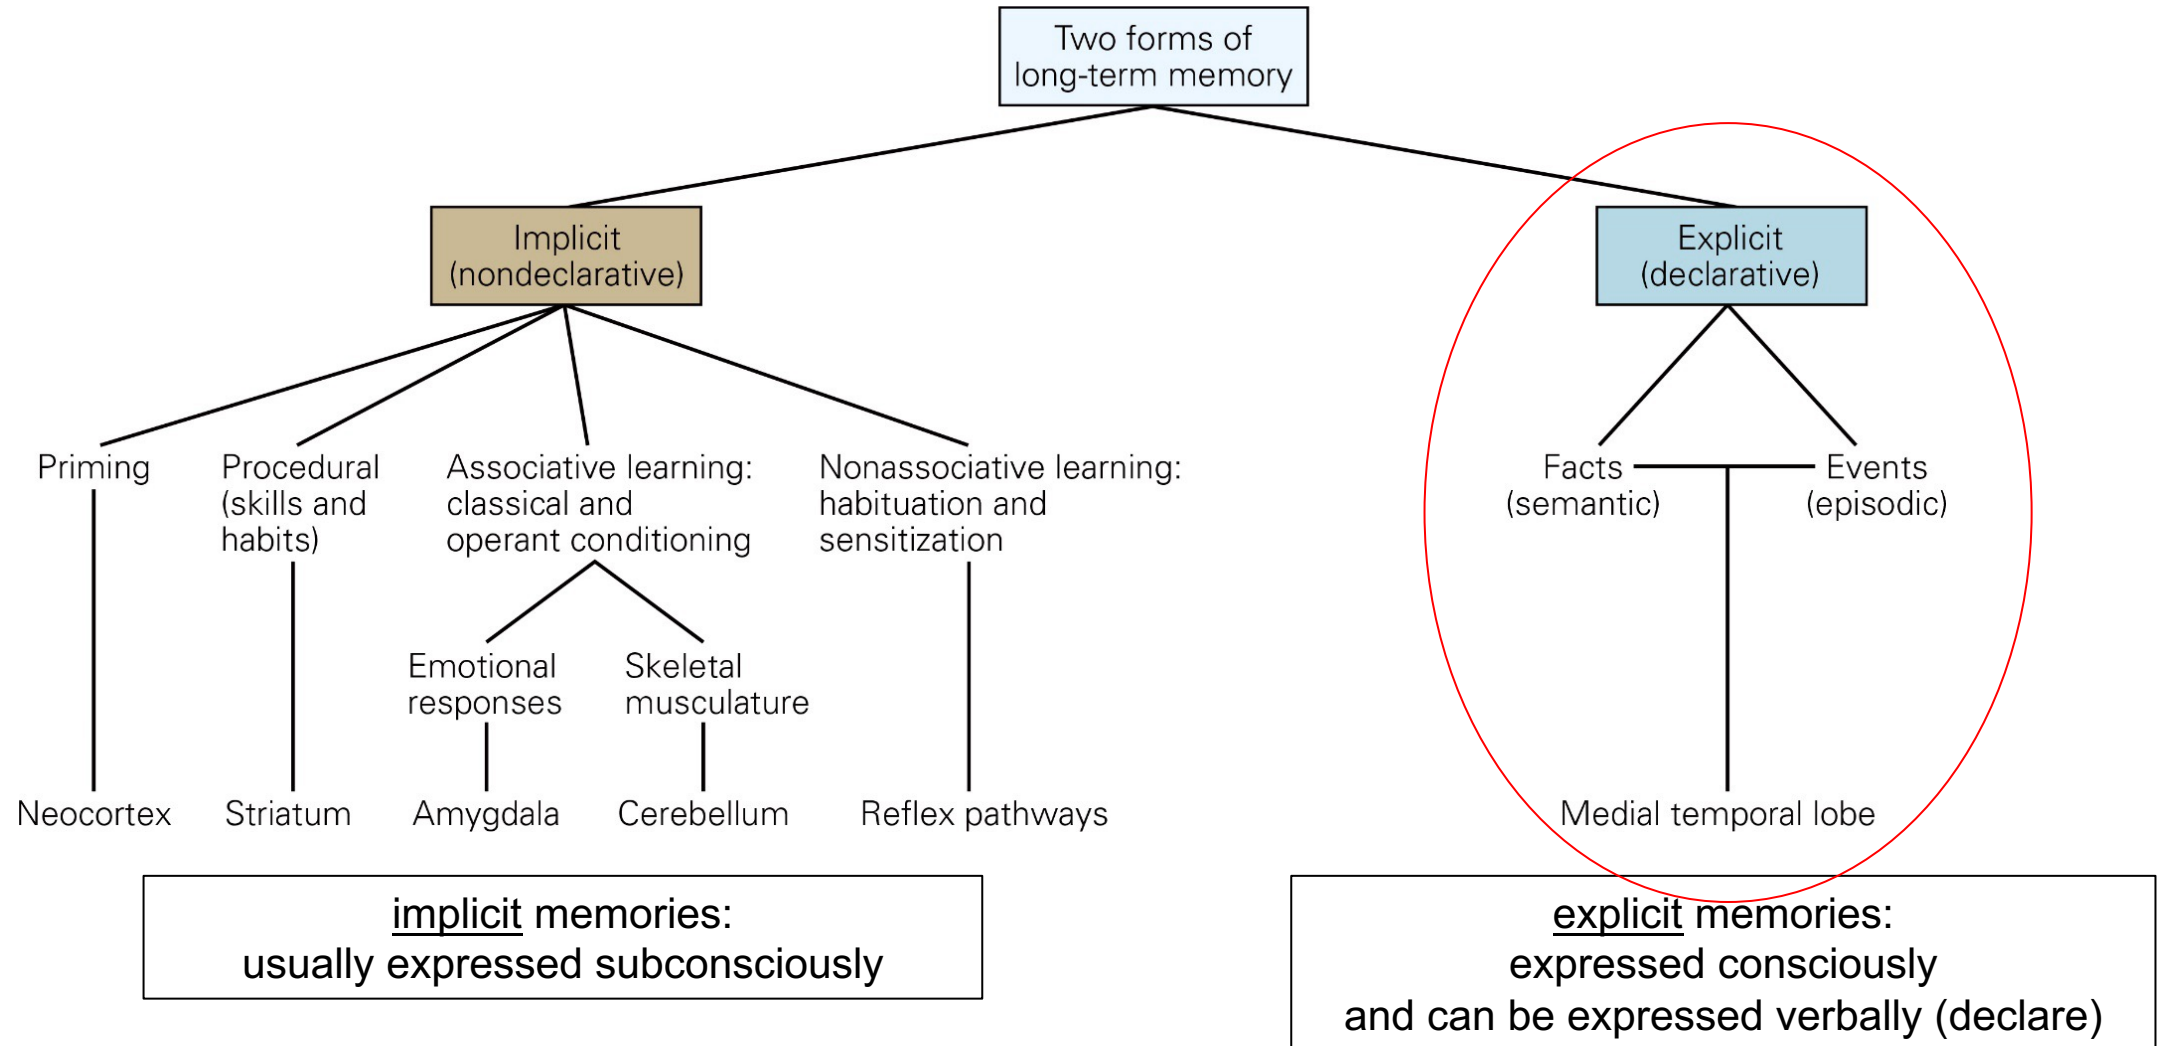 Two forms of
long-term memory
Implicit
(nondeclarative)
Explicit
(declarative)
Priming
Procedural
(skills and
habits)
Associative learning:
classical and
operant conditioning
Nonassociative learning:
habituation and
sensitization
Facts
(semantic)
Events
(episodic)
Emotional
responses
Skeletal
musculature
Neocortex
Striatum
Amygdala
Cerebellum
Reflex pathways
Medial temporal lobe
implicit memories:
usually expressed subconsciously
explicit memories:
expressed consciously
and can be expressed verbally (declare)